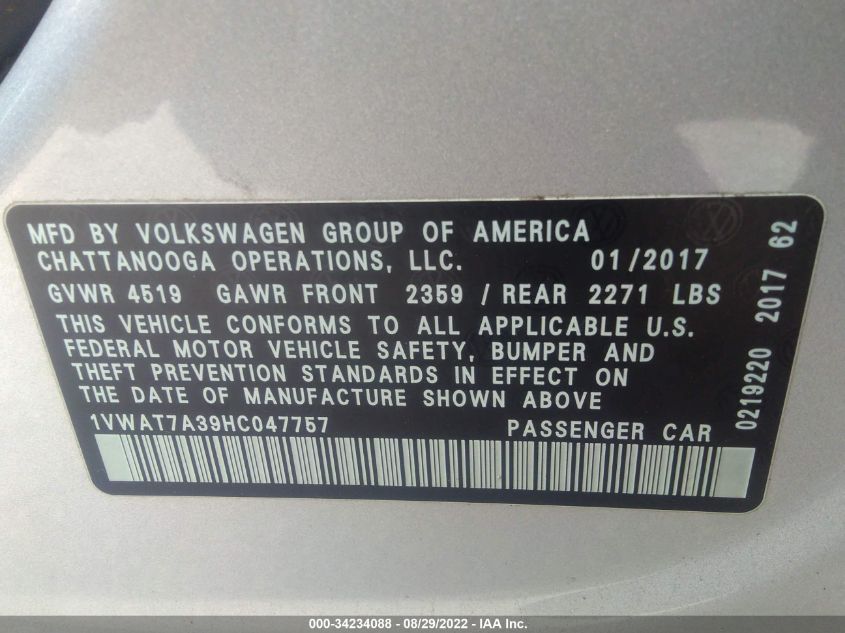 MFD BY VOLKSWAGEN GROUP OF AMERICA
CHATTANOOGA OPERATIONS, LLC. 01/2017
GVWR 4519 GAWR FRONT 2359 / REAR 2271 LBS
THIS VEHICLE CONFORMS TO ALL APPLICABLE U.S.
FEDERAL MOTOR VEHICLE SAFETY, BUMPER AND
THEFT PREVENTION STANDARDS IN EFFECT ON
THE DATE OF MANUFACTURE SHOWN ABOVE
1VWAT7A39HC047757 PASSENGER CAR
0219220 2017 62
000-34234088 - 08/29/2022 - IAA Inc.